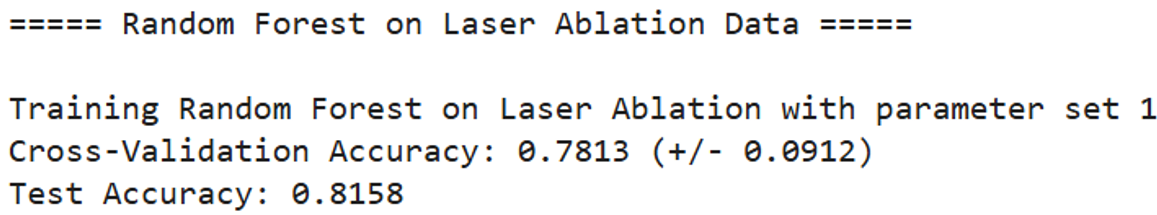 ===== Random Forest on Laser Ablation Data =====
Training Random Forest on Laser Ablation with parameter set 1
Cross-Validation Accuracy: 0.7813 (+/- 0.0912)
Test Accuracy: 0.8158